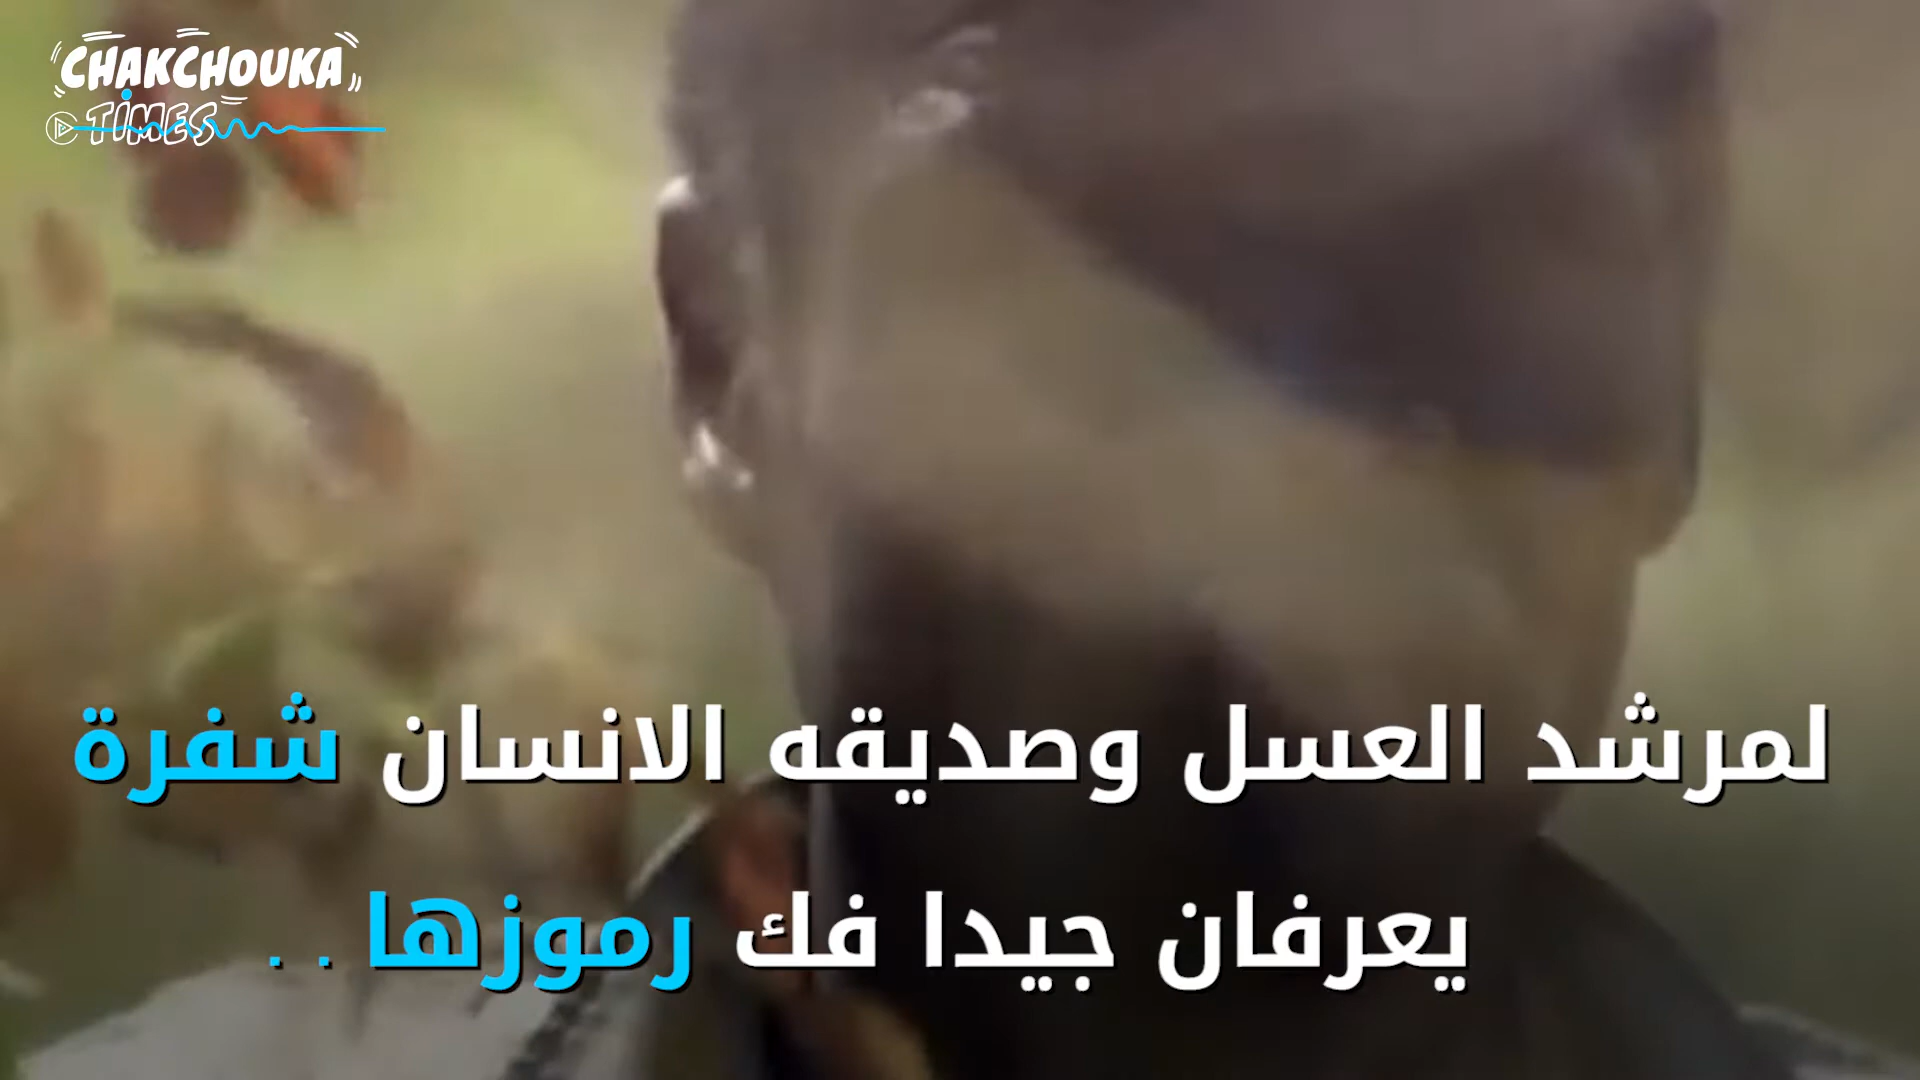 CHAKCHOUKA
TIMES
لمرشد العسل وصديقه الانسان شفرة
يعرفان جيدا فك رموزها . .